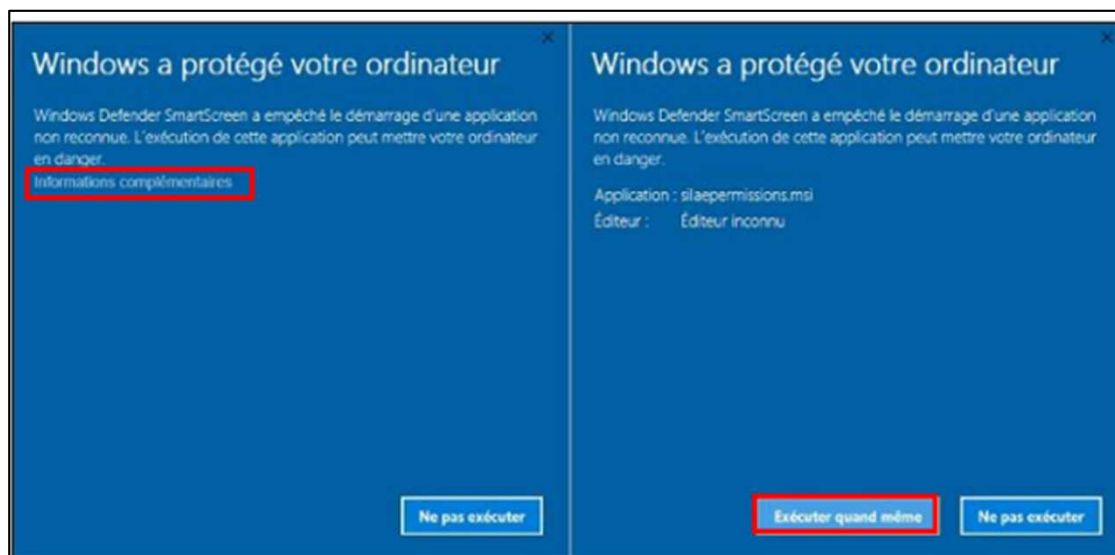 Windows a protégé votre ordinateur
Windows Defender SmartScreen a empêché le démarrage d'une application
non reconnue. L'exécution de cette application peut mettre votre ordinateur
en danger.
Informations complémentaires
Ne pas exécuter
Windows a protégé votre ordinateur
Windows Defender SmartScreen a empêché le démarrage d'une application
non reconnue. L'exécution de cette application peut mettre votre ordinateur
en danger.
Application : silaepermissions.msi
Éditeur : Éditeur inconnu
Exécuter quand même
Ne pas exécuter